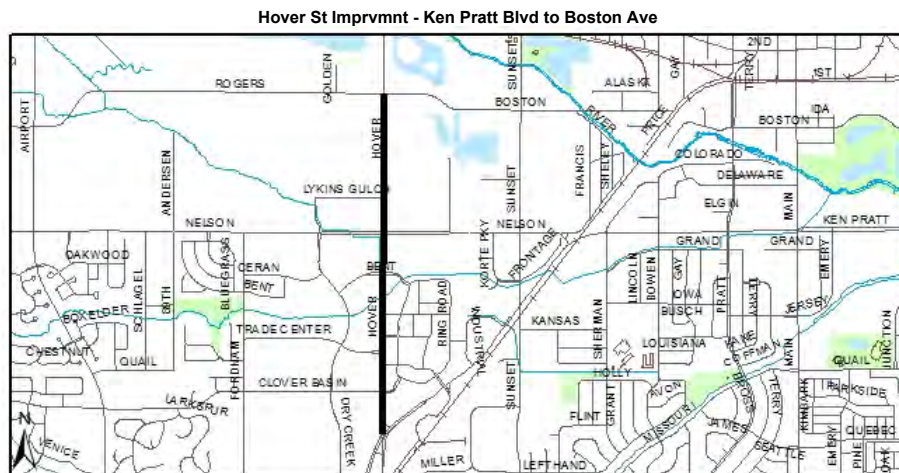 Hover St Imprvmnt - Ken Pratt Blvd to Boston Ave
2ND
SUNSET
GAY
TERRY
1ST
ALASKE
ROGERS
GOLDEN
BOSTON
IDA
AIRPORT
HOVER
RIVER
PRICE
BOSTON
COLORADO
FRANCIS
SHELEY
DELAWARE
ANDERSEN
LYKINS GULCH
SUNSET
ELGIN
MAIN
NELSON
NELSON
KEN PRATT
OAKWOOD
BLUEGRASS
CERAN
BENT
BENT
KORTE PKY
FRONTAGE
GRAND
GRAND
EMERY
SCHLAGEL
89TH
LINCOLN
BOWEN
GAY
IOWA
PRATT
TERRY
JERSEY
BOXELDER
HOVER
RING ROAD
INDUSTRIAL
BUSCH
TRADE CENTER
KANSAS
SHERMAN
CHESTNUT
QUAIL
FORDHAM
LOUISIANA
KANE
COFFMAN
MAIN
QUAIL
JUNCTION
HOLLY
CLOVER BASIN
SUNSET
AVON
BROSS
TERRY
KIMBARK
PARKSIDE
LARKSPUR
DRY CREEK
FLINT
GRANT
MISSOURI
JAMES
QUEBEC
N
VENICE
MILLER
LEFTHAND
SEATTLE
EMERY
PINE